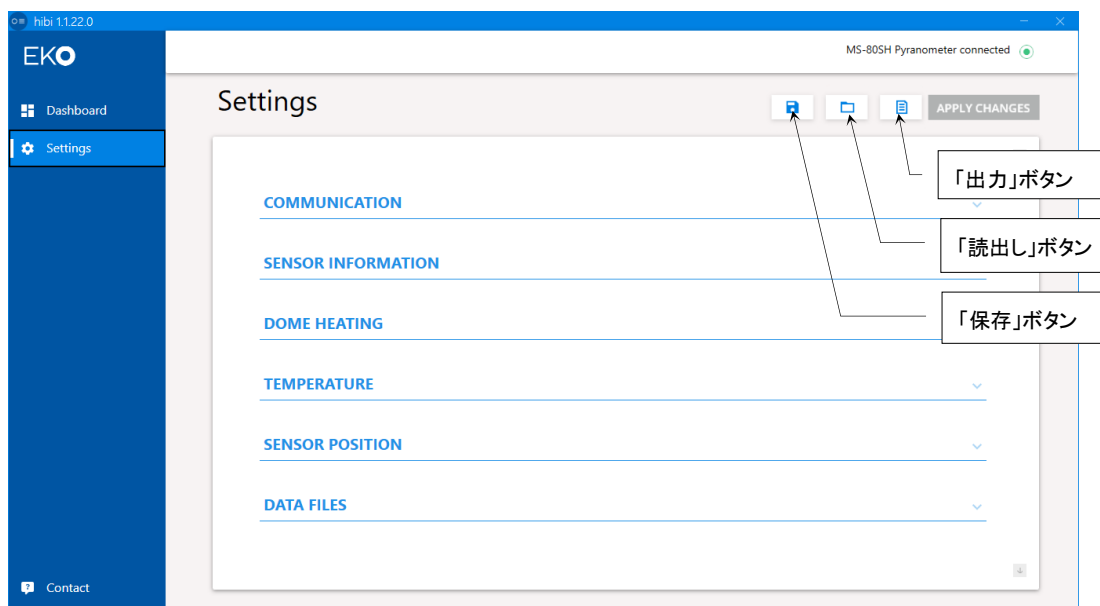 hibi 1.1.22.0
EKO
MS-80SH Pyranometer connected
Dashboard
Settings
Settings
APPLY CHANGES
「出力」ボタン
COMMUNICATION
「読出し」ボタン
SENSOR INFORMATION
「保存」ボタン
DOME HEATING
TEMPERATURE
SENSOR POSITION
DATA FILES
Contact